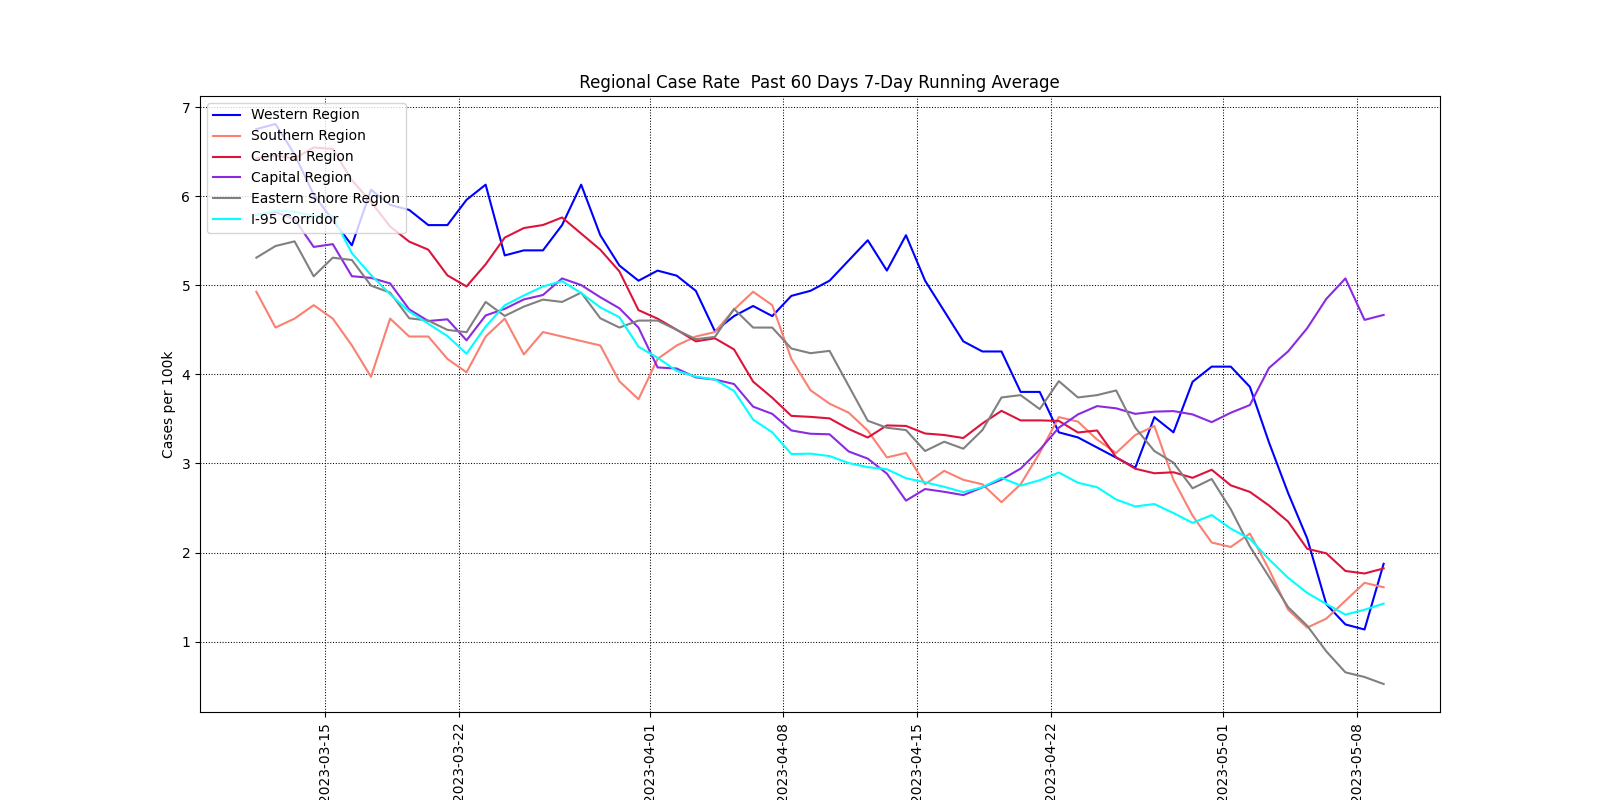 Regional Case Rate  Past 60 Days 7-Day Running Average
Western Region
Southern Region
Central Region
Capital Region
Eastern Shore Region
I-95 Corridor
Cases per 100k
7
6
5
4
3
2
1
2023-03-15
2023-03-22
2023-04-01
2023-04-08
2023-04-15
2023-04-22
2023-05-01
2023-05-08